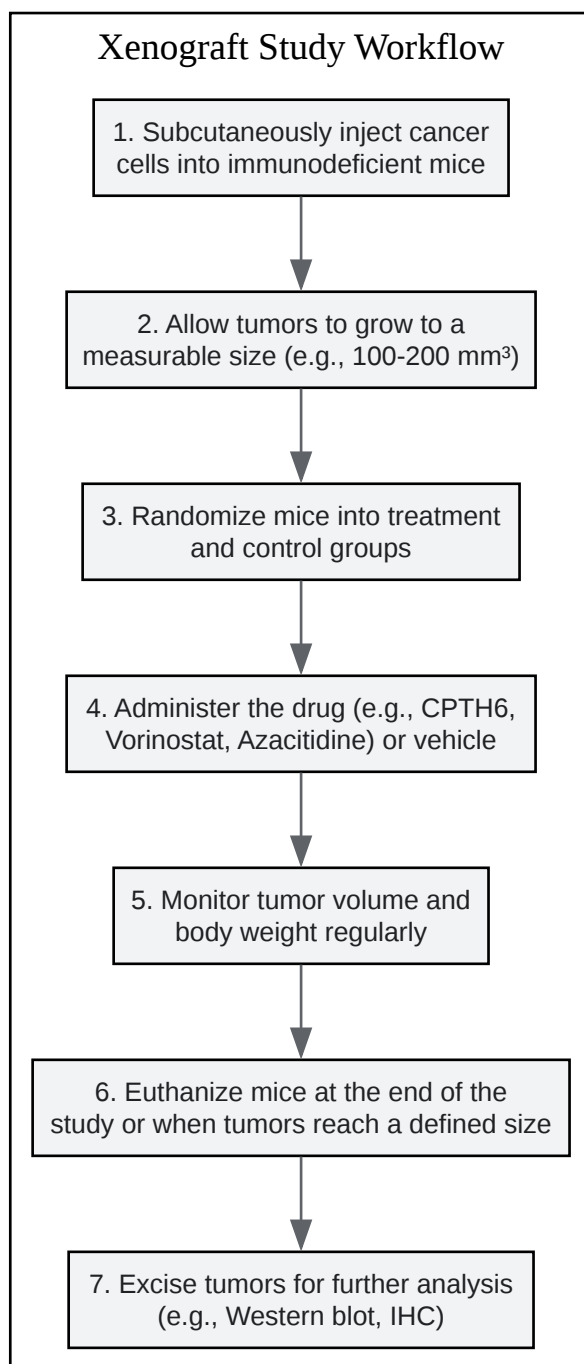 Xenograft Study Workflow
1. Subcutaneously inject cancer
cells into immunodeficient mice
2. Allow tumors to grow to a
measurable size (e.g., 100-200 mm³)
3. Randomize mice into treatment
and control groups
4. Administer the drug (e.g., CPTH6,
Vorinostat, Azacitidine) or vehicle
5. Monitor tumor volume and
body weight regularly
6. Euthanize mice at the end of the
study or when tumors reach a defined size
7. Excise tumors for further analysis
(e.g., Western blot, IHC)